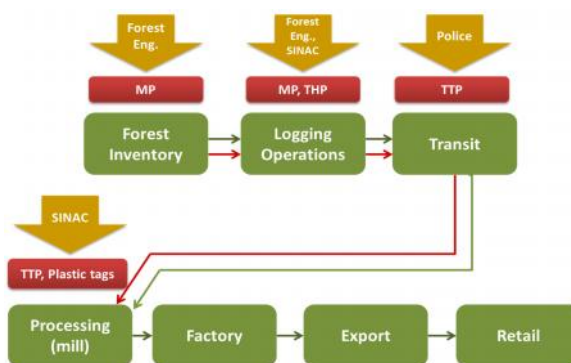 Forest
Eng.
Forest
Eng.,
SINAC
Police
MP
MP, THP
TTP
Forest
Inventory
Logging
Operations
Transit
SINAC
TTP, Plastic tags
Processing
(mill)
Factory
Export
Retail